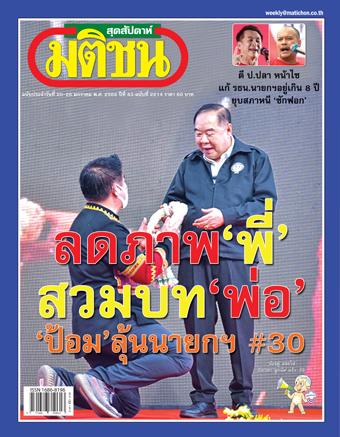 weekly@matichon.co.th
สุดสัปดาห์
มติชน
ตี ป.ปลา หน้าไซ
แก้ รธน.นายกฯอยู่เกิน 8 ปี
ยุบสภาหนี 'ซักฟอก'
ลดภาพ'พี่'
สวมบท'พ่อ'
'ป้อม'ลุ้นนายกฯ #30
ISSN 1686-8196